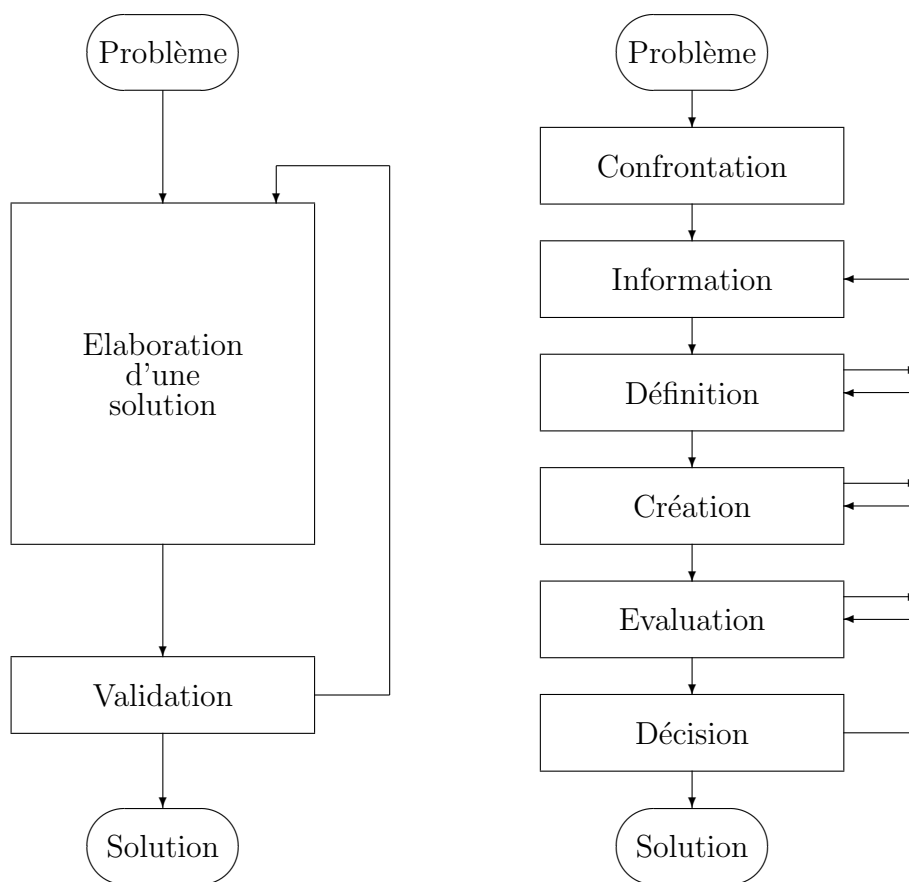 Problème
Elaboration
d'une
solution
Validation
Solution
Problème
Confrontation
Information
Définition
Création
Evaluation
Décision
Solution